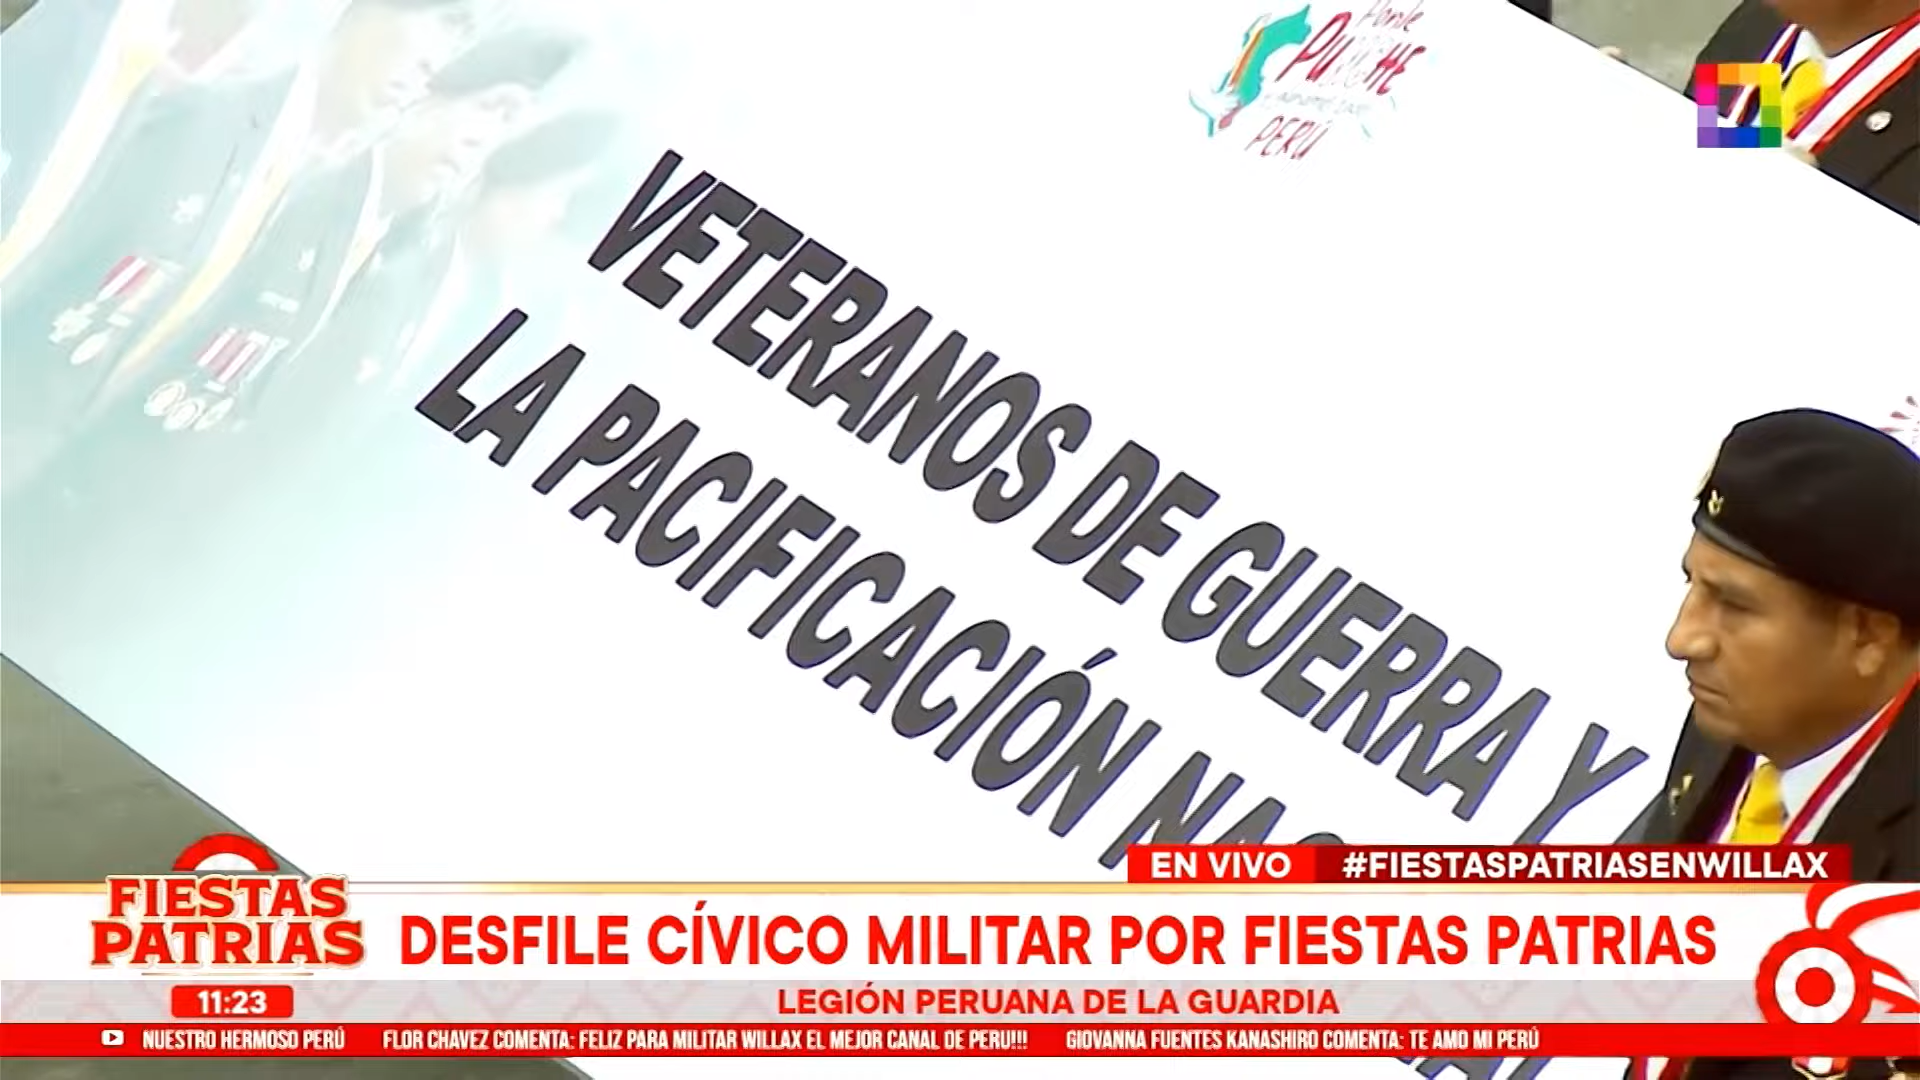 Ponle
PUNCHE
PERÚ
VETERANOS DE GUERRA Y
LA PACIFICACIÓN
EN VIVO #FIESTASPATRIASENWILLAX
FIESTAS
PATRIAS
DESFILE CÍVICO MILITAR POR FIESTAS PATRIAS
11:23
LEGIÓN PERUANA DE LA GUARDIA
NUESTRO HERMOSO PERÚ FLOR CHAVEZ COMENTA: FELIZ PARA MILITAR WILLAX EL MEJOR CANAL DE PERU!!! GIOVANNA FUENTES KANASHIRO COMENTA: TE AMO MI PERÚ